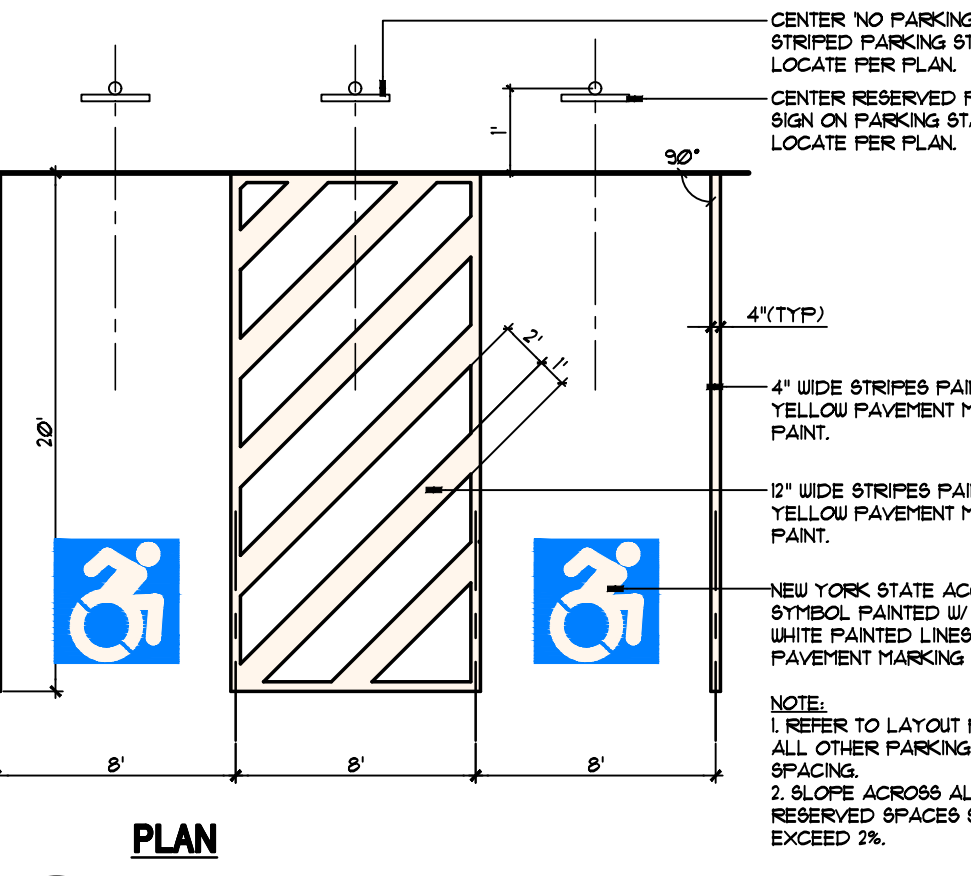 CENTER 'NO PARKING
STRIPED PARKING ST
LOCATE PER PLAN.
CENTER RESERVED P
SIGN ON PARKING STA
LOCATE PER PLAN.
1'
90°
4"(TYP)
2'
1'
4" WIDE STRIPES PAIN
YELLOW PAVEMENT M
PAINT.
20'
12" WIDE STRIPES PAIN
YELLOW PAVEMENT M
PAINT.
NEW YORK STATE ACC
SYMBOL PAINTED W/
WHITE PAINTED LINES
PAVEMENT MARKING
NOTE:
1. REFER TO LAYOUT P
ALL OTHER PARKING
SPACING.
2. SLOPE ACROSS AL
RESERVED SPACES S
EXCEED 2%.
8'
8'
8'
PLAN